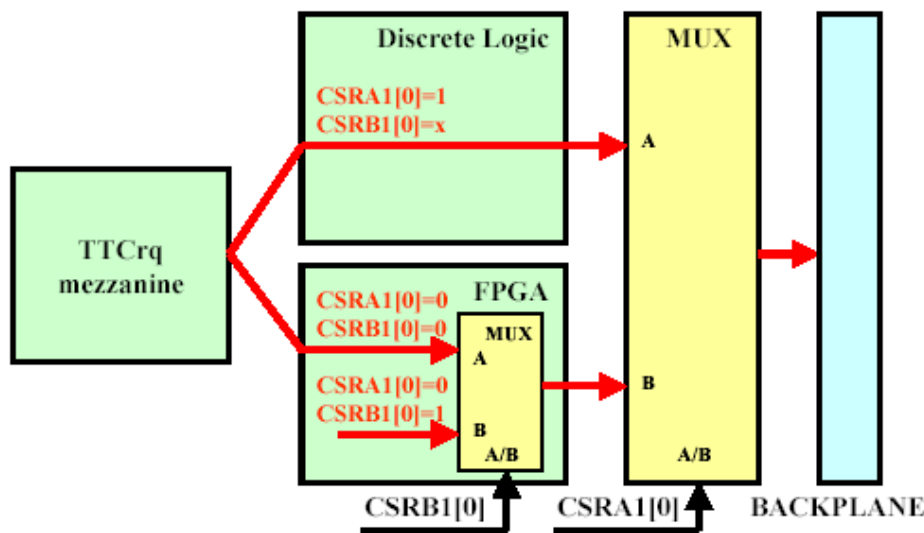 Discrete Logic
CSRA1[0]=1
CSRB1[0]=x
MUX
A
TTCrq
mezzanine
FPGA
CSRA1[0]=0
CSRB1[0]=0
MUX
A
CSRA1[0]=0
CSRB1[0]=1
B
A/B
B
A/B
CSRB1[0]
CSRA1[0]
BACKPLANE